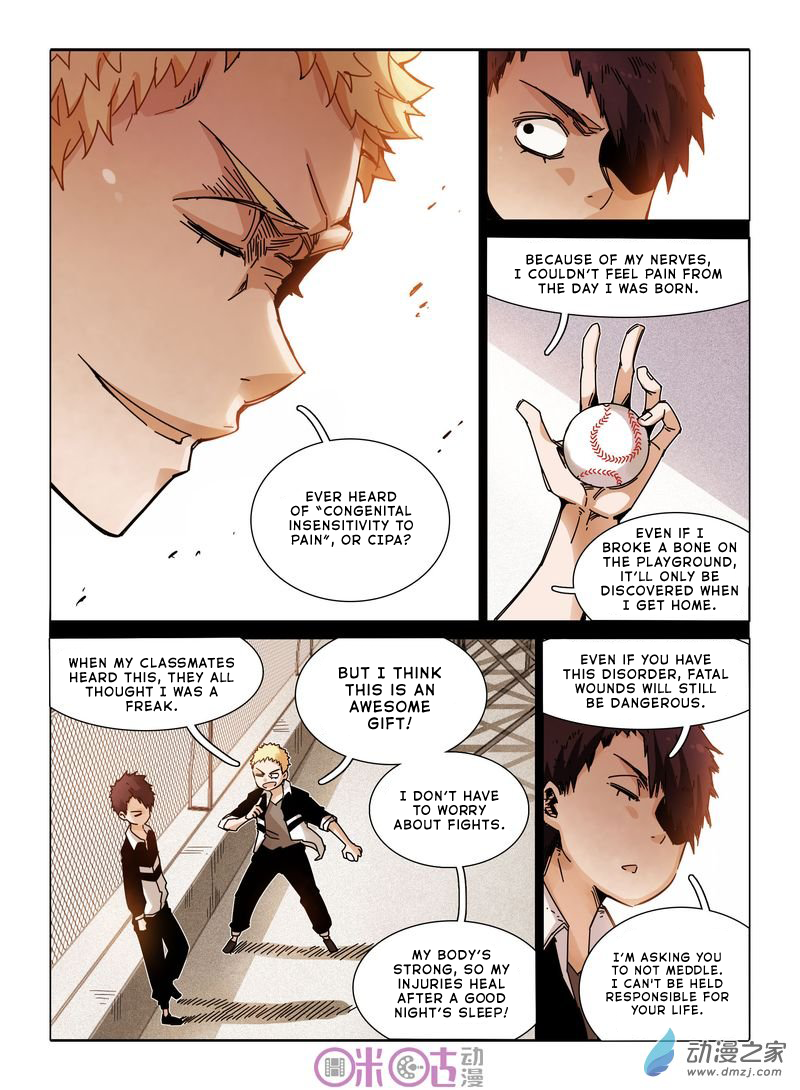 EVER HEARD
OF "CONGENITAL
INSENSITIVITY TO
PAIN", OR CIPA?
BECAUSE OF MY NERVES,
I COULDN'T FEEL PAIN FROM
THE DAY I WAS BORN.
EVEN IF I
BROKE A BONE ON
THE PLAYGROUND,
IT'LL ONLY BE
DISCOVERED WHEN
I GET HOME.
WHEN MY CLASSMATES
HEARD THIS, THEY ALL
THOUGHT I WAS A
FREAK.
BUT I THINK
THIS IS AN
AWESOME
GIFT!
I DON'T HAVE
TO WORRY
ABOUT FIGHTS.
MY BODY'S
STRONG, SO MY
INJURIES HEAL
AFTER A GOOD
NIGHT'S SLEEP!
EVEN IF YOU HAVE
THIS DISORDER, FATAL
WOUNDS WILL STILL
BE DANGEROUS.
I'M ASKING YOU
TO NOT MEDDLE.
I CAN'T BE HELD
RESPONSIBLE FOR
YOUR LIFE.
咪咕动漫
动漫之家
www.dmzj.com